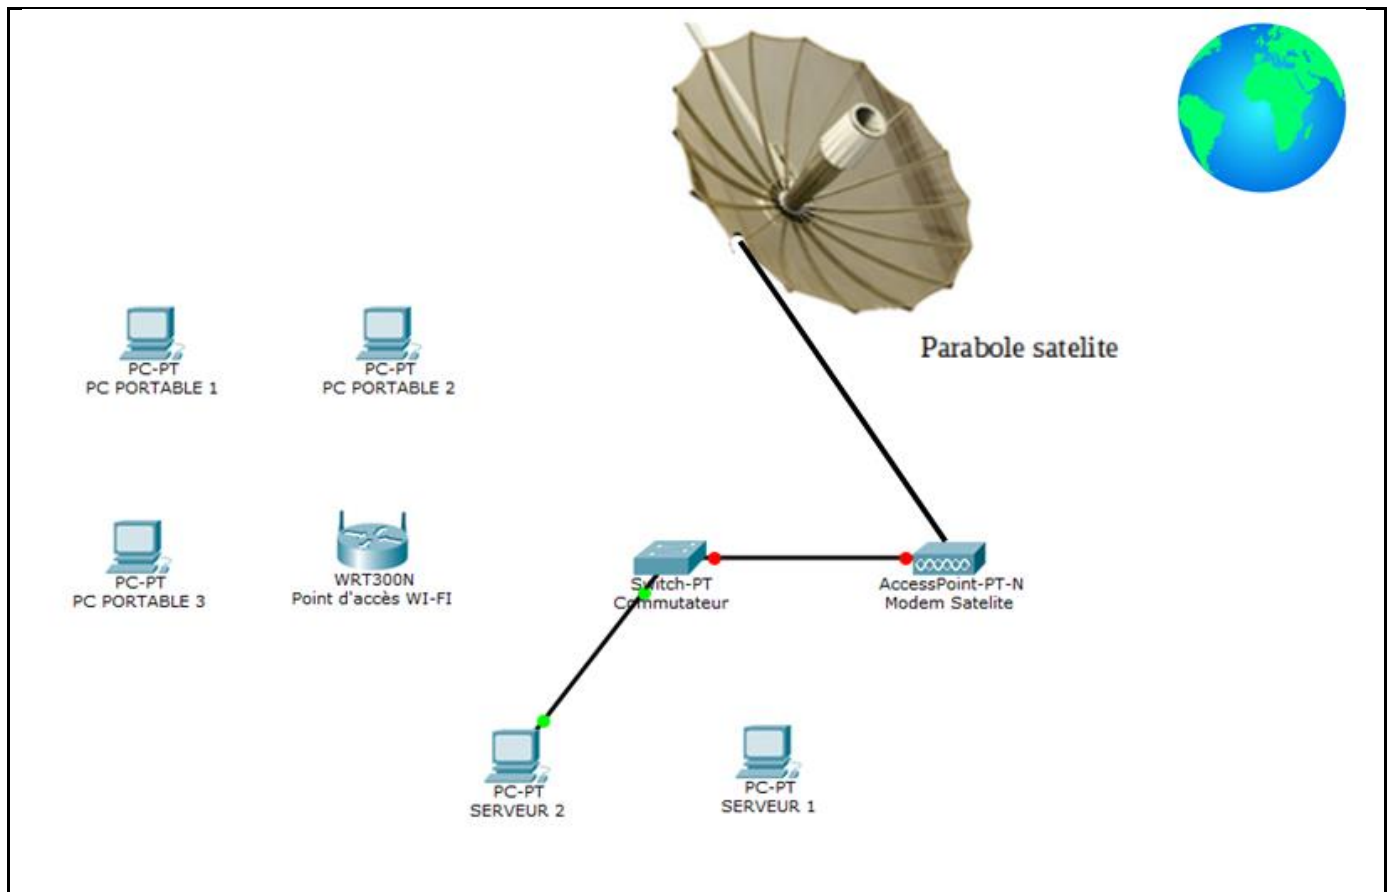 Parabole satelite
PC-PT
PC PORTABLE 1
PC-PT
PC PORTABLE 2
PC-PT
PC PORTABLE 3
WRT300N
Point d'accès WI-FI
Switch-PT
Commutateur
AccessPoint-PT-N
Modem Satelite
PC-PT
SERVEUR 2
PC-PT
SERVEUR 1